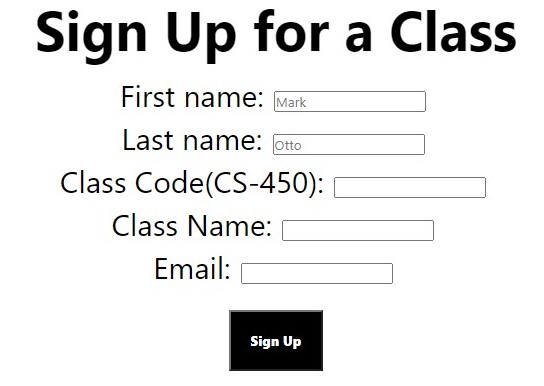 Sign Up for a Class
First name: Mark
Last name: Otto
Class Code(CS-450):
Class Name:
Email:
Sign Up